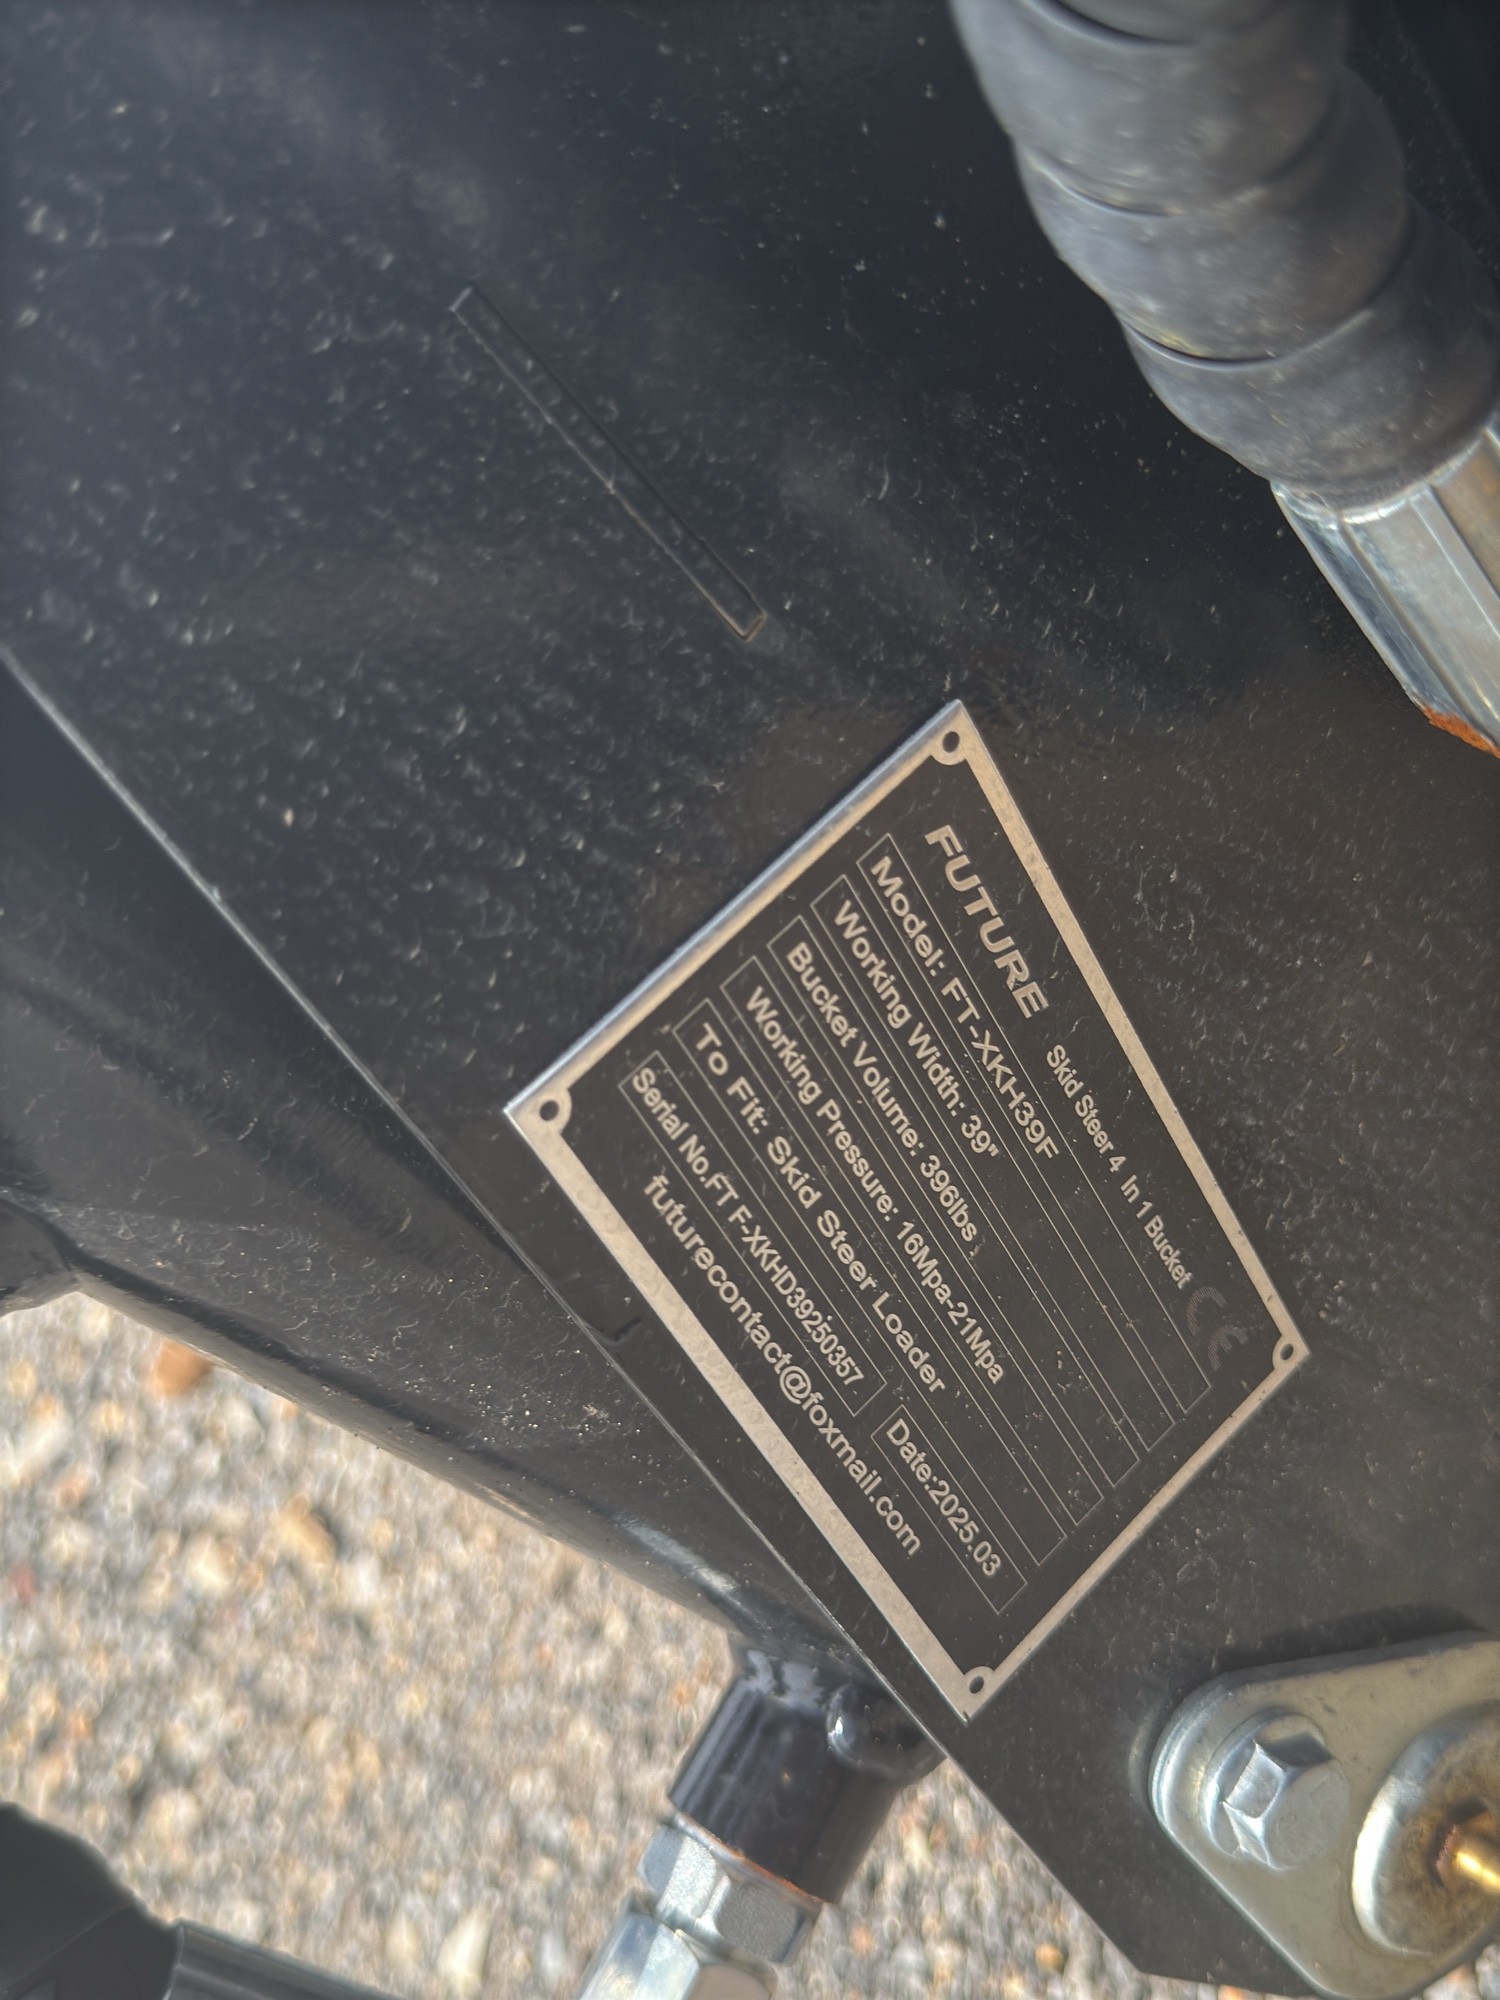 FUTURE Skid Steer 4 In 1 Bucket CE
Model: FT-XKH39F
Working Width: 39"
Bucket Volume: 396lbs
Working Pressure: 16Mpa-21Mpa
To Fit: Skid Steer Loader
Serial No.FT F-XKHD39250357 Date:2025.03
futurecontact@foxmail.com